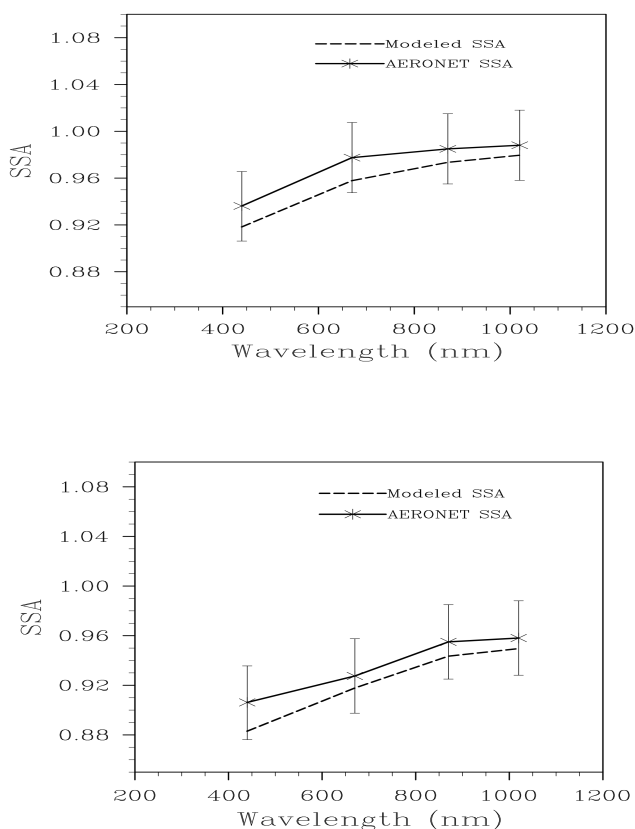 1.08
1.04
1.00
0.96
0.92
0.88
SSA
Modeled SSA
AERONET SSA
200 400 600 800 1000 1200
Wavelength (nm)
1.08
1.04
1.00
0.96
0.92
0.88
SSA
Modeled SSA
AERONET SSA
200 400 600 800 1000 1200
Wavelength (nm)